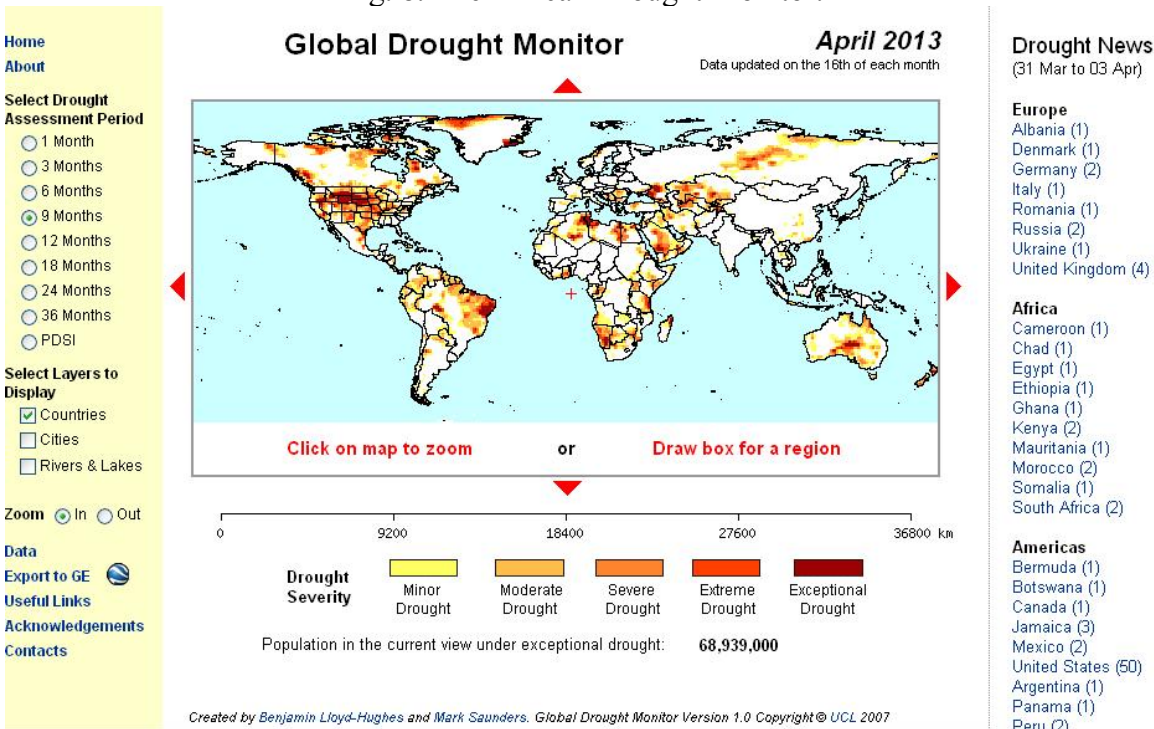 Home
About
Select Drought
Assessment Period
1 Month
3 Months
6 Months
9 Months
12 Months
18 Months
24 Months
36 Months
PDSI
Select Layers to
Display
Countries
Cities
Rivers & Lakes
Zoom In Out
Data
Export to GE
Useful Links
Acknowledgements
Contacts
Global Drought Monitor
April 2013
Data updated on the 16th of each month
Click on map to zoom or Draw box for a region
0 9200 18400 27600 36800 km
Drought
Severity
Minor
Drought
Moderate
Drought
Severe
Drought
Extreme
Drought
Exceptional
Drought
Population in the current view under exceptional drought: 68,939,000
Created by Benjamin Lloyd-Hughes and Mark Saunders. Global Drought Monitor Version 1.0 Copyright © UCL 2007
Drought News
(31 Mar to 03 Apr)
Europe
Albania (1)
Denmark (1)
Germany (2)
Italy (1)
Romania (1)
Russia (2)
Ukraine (1)
United Kingdom (4)
Africa
Cameroon (1)
Chad (1)
Egypt (1)
Ethiopia (1)
Ghana (1)
Kenya (2)
Mauritania (1)
Morocco (2)
Somalia (1)
South Africa (2)
Americas
Bermuda (1)
Botswana (1)
Canada (1)
Jamaica (3)
Mexico (2)
United States (50)
Argentina (1)
Panama (1)
Peru (2)